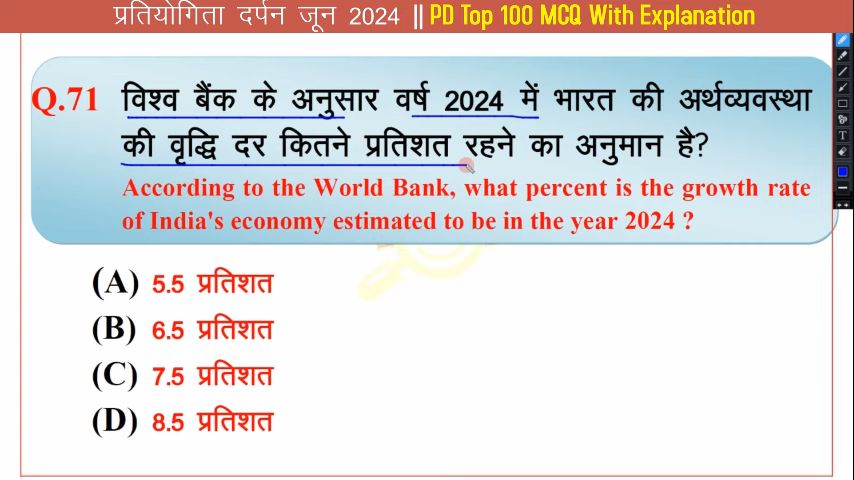 प्रतियोगिता दर्पन जून 2024 || PD Top 100 MCQ With Explanation
Q.71 विश्व बैंक के अनुसार वर्ष 2024 में भारत की अर्थव्यवस्था
की वृद्धि दर कितने प्रतिशत रहने का अनुमान है?
According to the World Bank, what percent is the growth rate
of India's economy estimated to be in the year 2024 ?
(A) 5.5 प्रतिशत
(B) 6.5 प्रतिशत
(C) 7.5 प्रतिशत
(D) 8.5 प्रतिशत